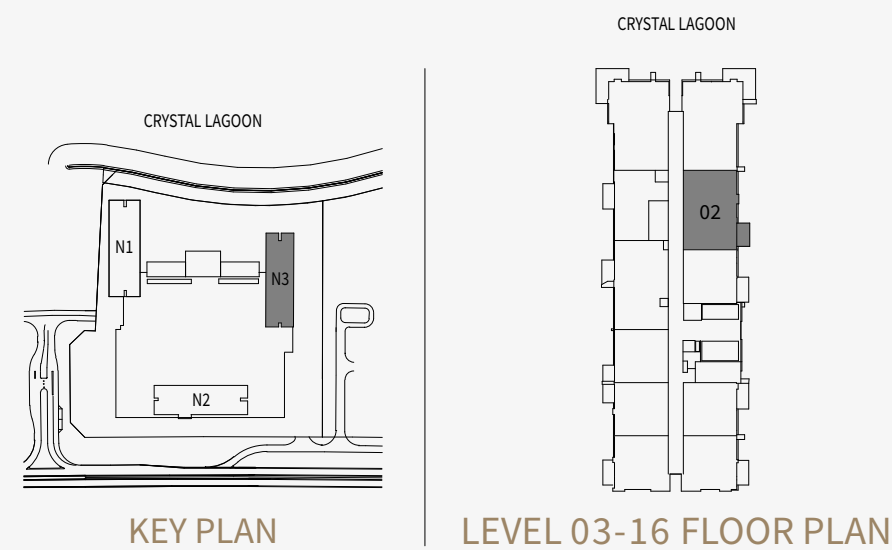 CRYSTAL LAGOON
N1
N3
N2
KEY PLAN
CRYSTAL LAGOON
02
LEVEL 03-16 FLOOR PLAN